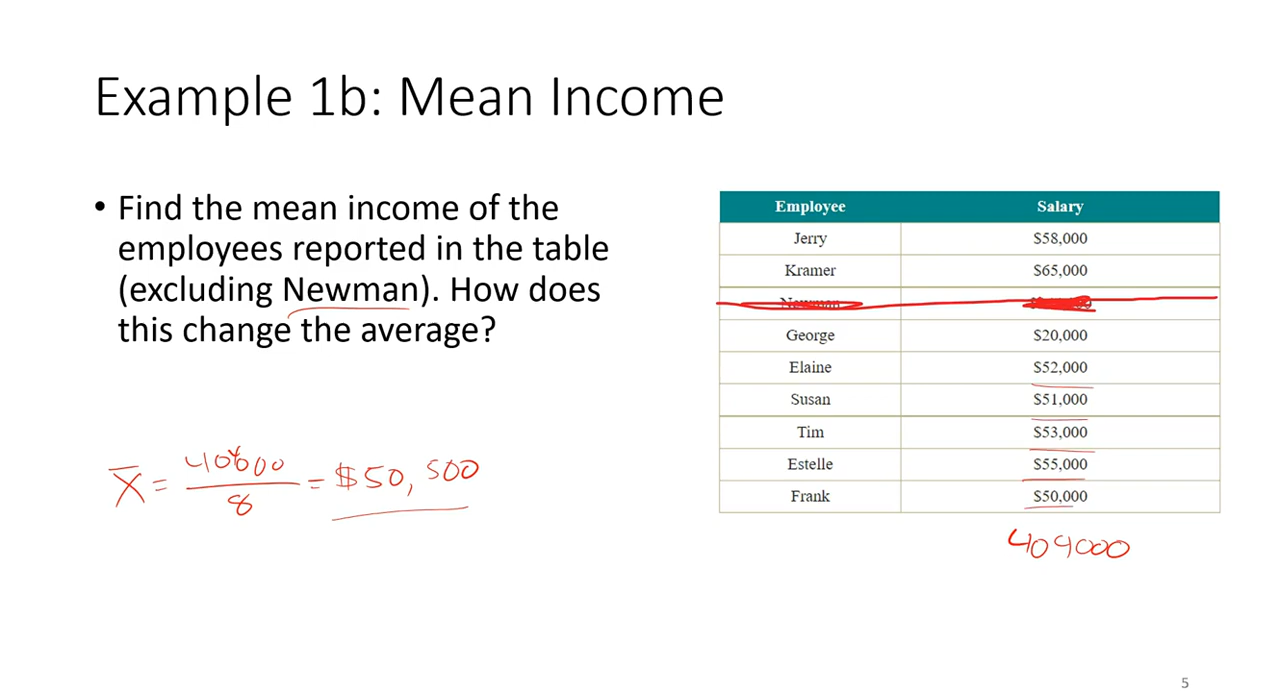 Example 1b: Mean Income
• Find the mean income of the
employees reported in the table
(excluding Newman). How does
this change the average?
X̄ = 404000 / 8 = $50,500
Employee Salary
Jerry $58,000
Kramer $65,000
Newman
George $20,000
Elaine $52,000
Susan $51,000
Tim $53,000
Estelle $55,000
Frank $50,000
404000
5